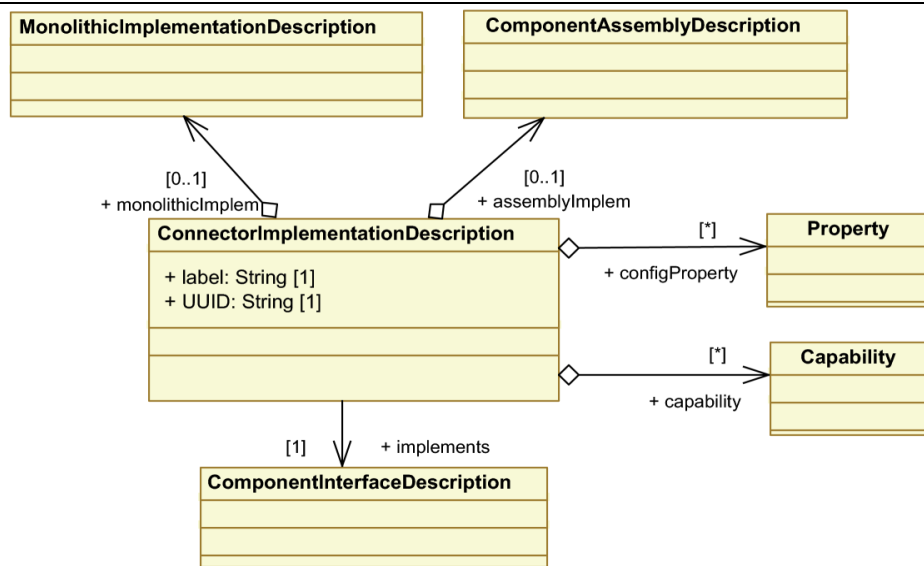 MonolithicImplementationDescription
ComponentAssemblyDescription
[0..1]
+ monolithicImplem
[0..1]
+ assemblyImplem
ConnectorImplementationDescription
+ label: String [1]
+ UUID: String [1]
[*]
+ configProperty
Property
[*]
+ capability
Capability
[1]
+ implements
ComponentInterfaceDescription